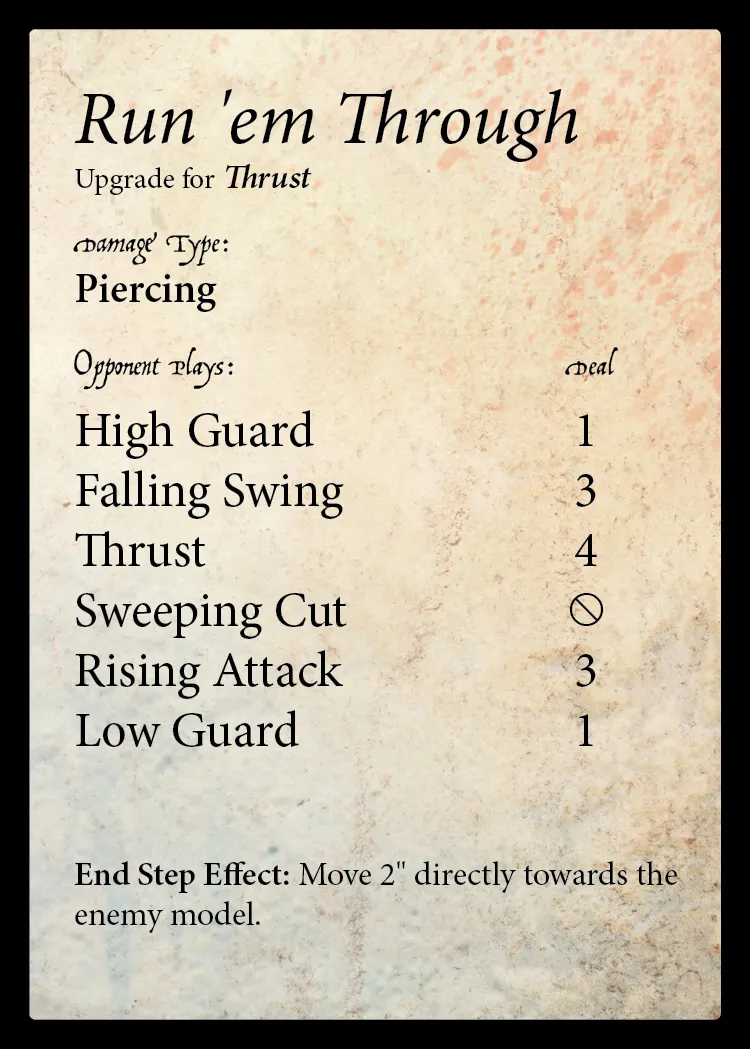 Run 'em Through
Upgrade for Thrust
Damage Type:
Piercing
Opponent Plays: Deal
High Guard 1
Falling Swing 3
Thrust 4
Sweeping Cut 🛇
Rising Attack 3
Low Guard 1
End Step Effect: Move 2" directly towards the
enemy model.